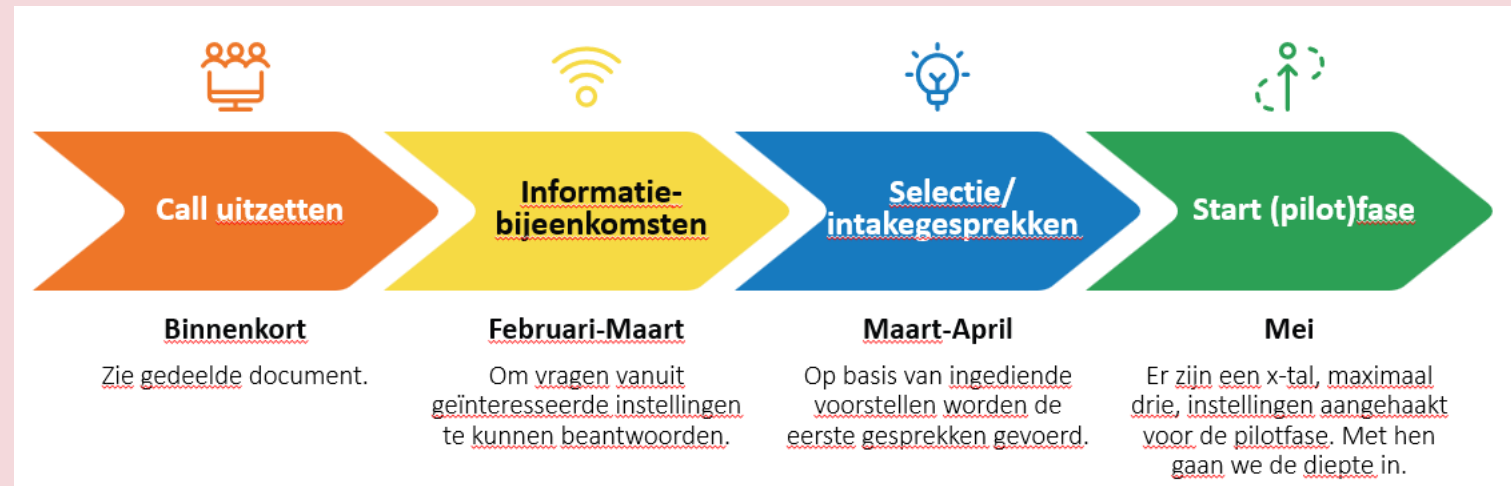 Call uitzetten
Informatie-
bijeenkomsten
Selectie/
intakegesprekken
Start (pilot)fase
Binnenkort
Zie gedeelde document.
Februari-Maart
Om vragen vanuit
geïnteresseerde instellingen
te kunnen beantwoorden.
Maart-April
Op basis van ingediende
voorstellen worden de
eerste gesprekken gevoerd.
Mei
Er zijn een x-tal, maximaal
drie, instellingen aangehaakt
voor de pilotfase. Met hen
gaan we de diepte in.